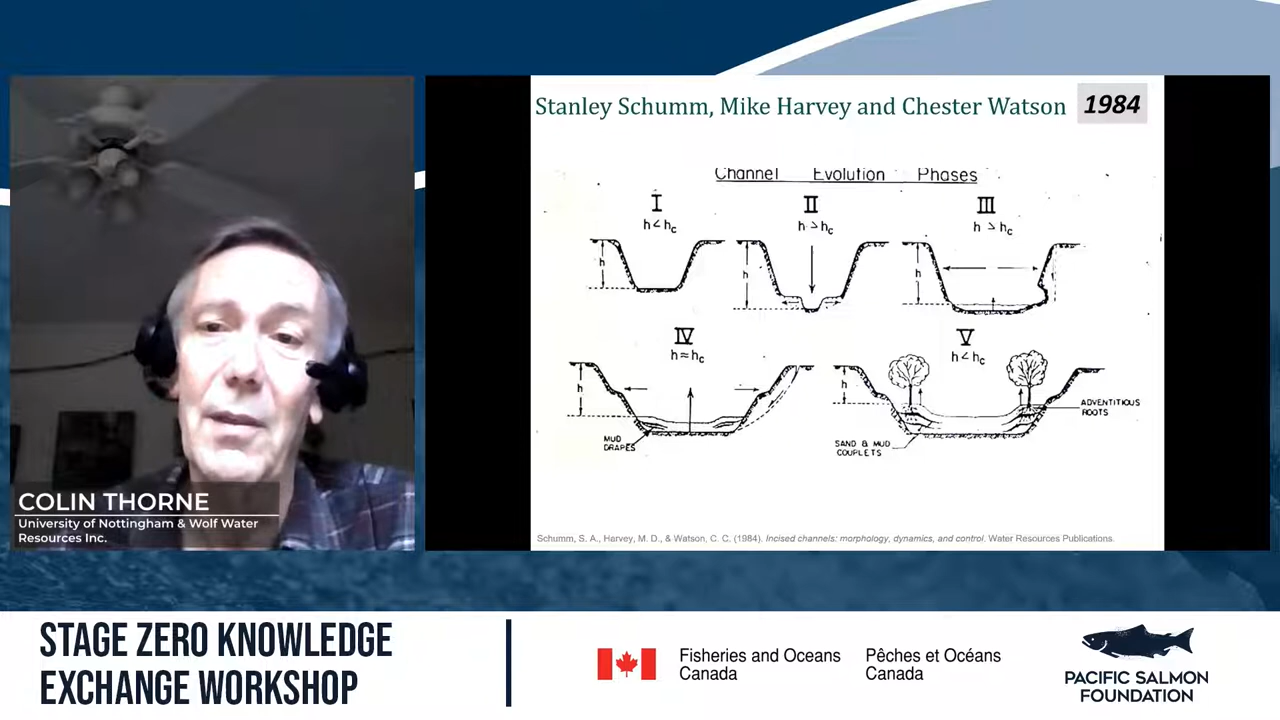 Stanley Schumm, Mike Harvey and Chester Watson 1984
Channel Evolution Phases
I II III
h < hc h > hc h > hc
h h h
IV V
h ≈ hc h < hc
h h
ADVENTITIOUS
ROOTS
MUD
DRAPES
SAND & MUD
COUPLETS
Schumm, S. A., Harvey, M. D., & Watson, C. C. (1984). Incised channels: morphology, dynamics, and control. Water Resources Publications.
COLIN THORNE
University of Nottingham & Wolf Water
Resources Inc.
STAGE ZERO KNOWLEDGE
EXCHANGE WORKSHOP
Fisheries and Oceans
Canada
Pêches et Océans
Canada
PACIFIC SALMON
FOUNDATION